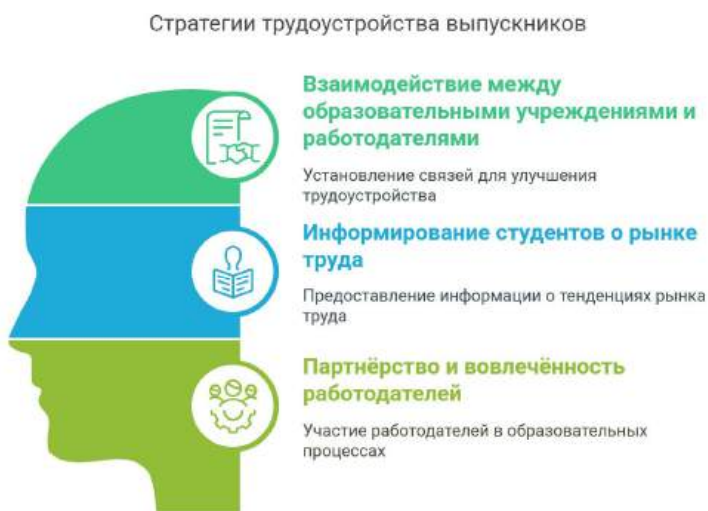 Стратегии трудоустройства выпускников
Взаимодействие между
образовательными учреждениями и
работодателями
Установление связей для улучшения
трудоустройства
Информирование студентов о рынке
труда
Предоставление информации о тенденциях рынка
труда
Партнёрство и вовлечённость
работодателей
Участие работодателей в образовательных
процессах